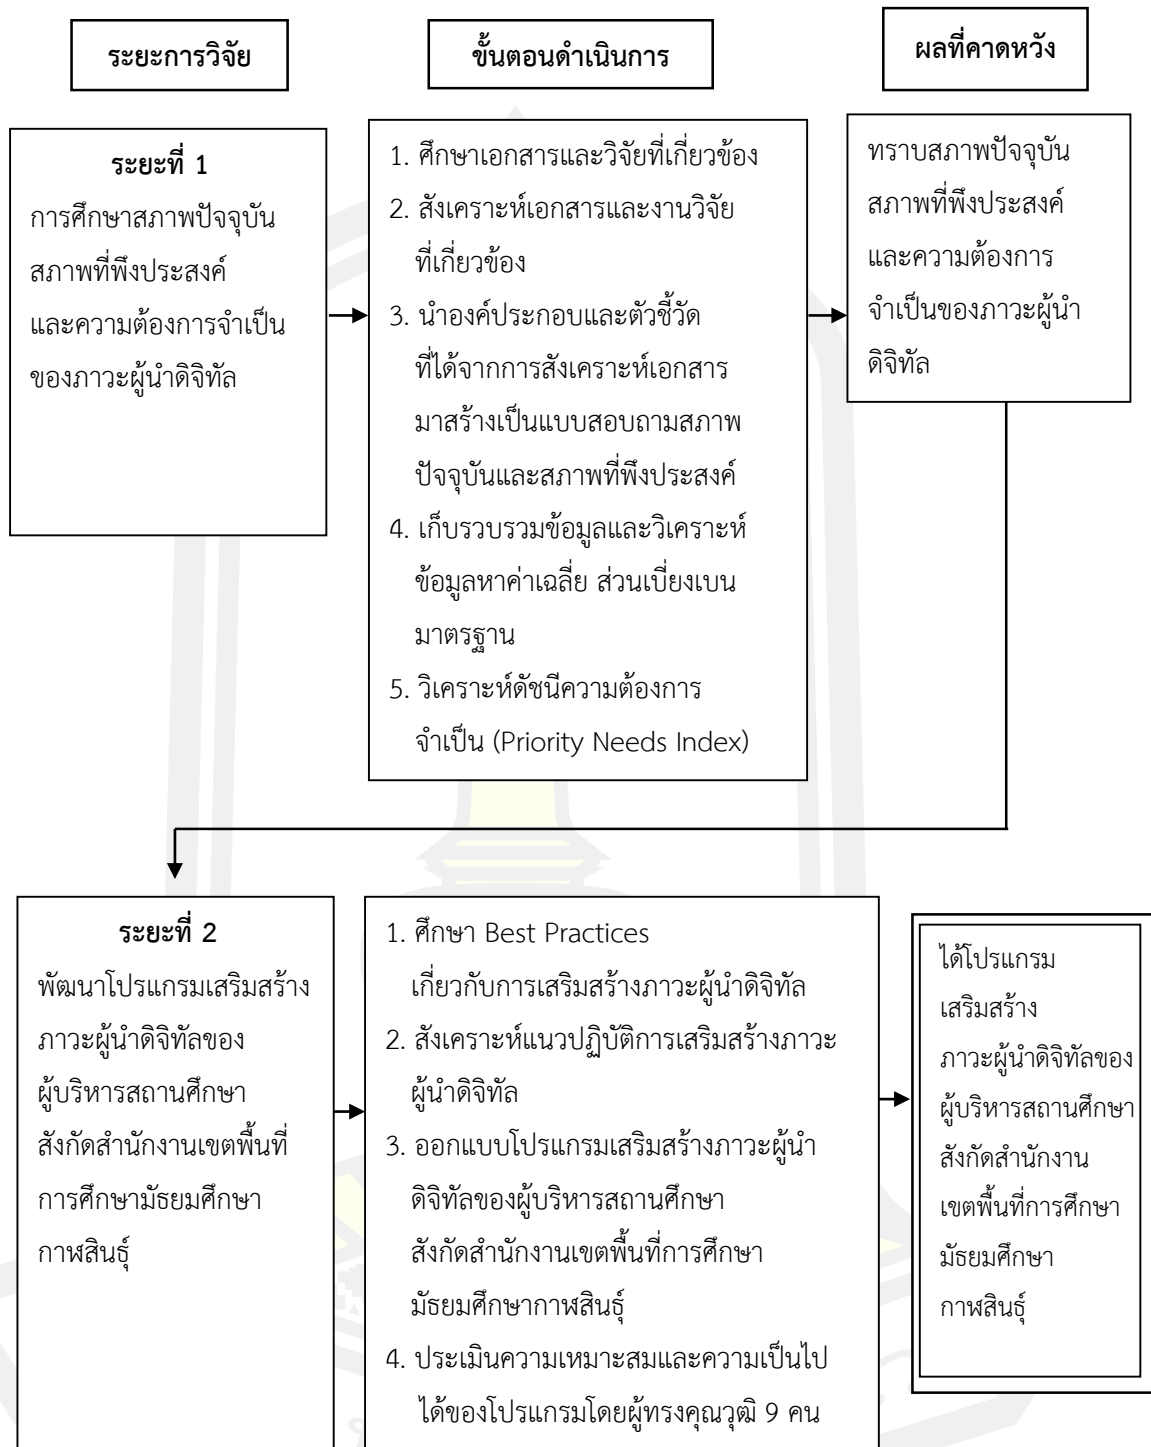 ระยะการวิจัย
ขั้นตอนดำเนินการ
ผลที่คาดหวัง
ระยะที่ 1
การศึกษาสภาพปัจจุบัน
สภาพที่พึงประสงค์
และความต้องการจำเป็น
ของภาวะผู้นำดิจิทัล
1. ศึกษาเอกสารและวิจัยที่เกี่ยวข้อง
2. สังเคราะห์เอกสารและงานวิจัย
ที่เกี่ยวข้อง
3. นำองค์ประกอบและตัวชี้วัด
ที่ได้จากการสังเคราะห์เอกสาร
มาสร้างเป็นแบบสอบถามสภาพ
ปัจจุบันและสภาพที่พึงประสงค์
4. เก็บรวบรวมข้อมูลและวิเคราะห์
ข้อมูลหาค่าเฉลี่ย ส่วนเบี่ยงเบน
มาตรฐาน
5. วิเคราะห์ดัชนีความต้องการ
จำเป็น (Priority Needs Index)
ทราบสภาพปัจจุบัน
สภาพที่พึงประสงค์
และความต้องการ
จำเป็นของภาวะผู้นำ
ดิจิทัล
ระยะที่ 2
พัฒนาโปรแกรมเสริมสร้าง
ภาวะผู้นำดิจิทัลของ
ผู้บริหารสถานศึกษา
สังกัดสำนักงานเขตพื้นที่
การศึกษามัธยมศึกษา
กาฬสินธุ์
1. ศึกษา Best Practices
เกี่ยวกับการเสริมสร้างภาวะผู้นำดิจิทัล
2. สังเคราะห์แนวปฏิบัติการเสริมสร้างภาวะ
ผู้นำดิจิทัล
3. ออกแบบโปรแกรมเสริมสร้างภาวะผู้นำ
ดิจิทัลของผู้บริหารสถานศึกษา
สังกัดสำนักงานเขตพื้นที่การศึกษา
มัธยมศึกษากาฬสินธุ์
4. ประเมินความเหมาะสมและความเป็นไป
ได้ของโปรแกรมโดยผู้ทรงคุณวุฒิ 9 คน
ได้โปรแกรม
เสริมสร้าง
ภาวะผู้นำดิจิทัลของ
ผู้บริหารสถานศึกษา
สังกัดสำนักงาน
เขตพื้นที่การศึกษา
มัธยมศึกษา
กาฬสินธุ์